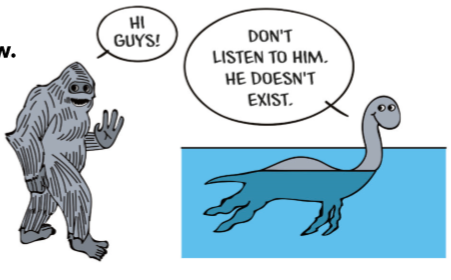 w.
HI
GUYS!
DON'T
LISTEN TO HIM.
HE DOESN'T
EXIST.